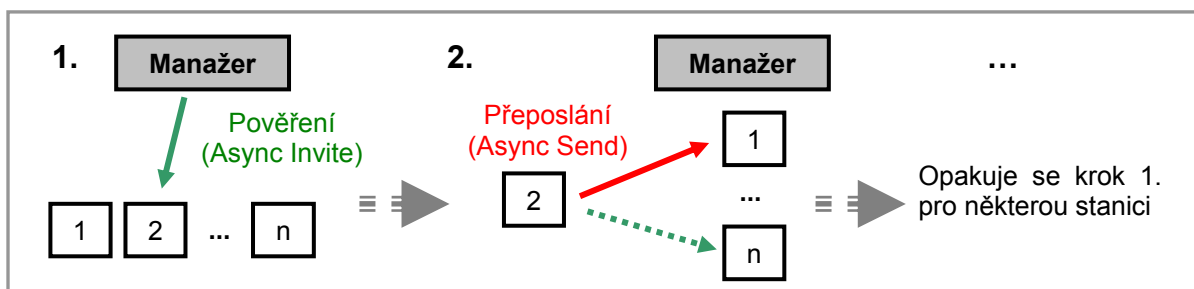 1.
Manažer
Pověření
(Async Invite)
1
2
...
n
2.
Manažer
Přeposlání
(Async Send)
2
1
...
n
...
Opakuje se krok 1.
pro některou stanici